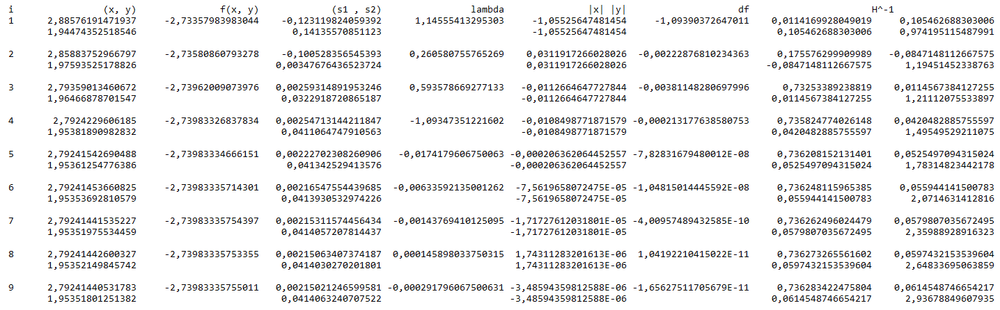 i (x, y) f(x, y) (s1 , s2) lambda |x| |y| df H^-1
1 2,88576191471937 -2,73357983983044 -0,123119824059392 1,14555413295303 -1,05525647481454 -1,09390372647011 0,0114169928049019 0,105462688303006
1,94474352518546 0,14135570851123 -1,05525647481454 0,105462688303006 0,974195115487991
2 2,85883752966797 -2,73580860793278 -0,100528356545393 0,260580755765269 0,0311917266028026 -0,00222876810234363 0,175576299909989 -0,0847148112667575
1,97593525178826 0,00347676436523724 0,0311917266028026 -0,0847148112667575 1,19451452338763
3 2,79359013460672 -2,73962009073976 0,00259314891953246 0,593578669277133 -0,0112664647727844 -0,00381148280697996 0,73253389238819 0,0114567384127255
1,96466878701547 0,0322918720865187 -0,0112664647727844 0,0114567384127255 1,21112075533897
4 2,7924229606185 -2,73983326837834 0,00254713144211847 -1,09347351221602 -0,0108498771871579 -0,000213177638580753 0,735824774026148 0,0420482885755597
1,95381890982832 0,0411064747910563 -0,0108498771871579 0,0420482885755597 1,49549529211075
5 2,79241542690488 -2,73983334666151 0,00222702308260906 -0,0174179606750063 -0,000206362064452557 -7,82831679480012E-08 0,736208152131401 0,0525497094315024
1,95361254776386 0,041342529413576 -0,000206362064452557 0,0525497094315024 1,78314823442178
6 2,79241453660825 -2,73983335714301 0,00216547554439685 -0,00633592135001262 -7,5619658072475E-05 -1,04815014445592E-08 0,736248115965385 0,055944141500783
1,95353692810579 0,0413930532974226 -7,5619658072475E-05 0,055944141500783 2,0714631412816
7 2,79241441535227 -2,73983335754397 0,00215311574456434 -0,00143769410125095 -1,71727612031801E-05 -4,00957489432585E-10 0,736262496024479 0,0579807035672495
1,95351975534459 0,0414057207814437 -1,71727612031801E-05 0,0579807035672495 2,35988928916323
8 2,79241442600327 -2,73983335753355 0,00215063407374187 0,000145898033750315 1,74311283201613E-06 1,04192210415022E-11 0,736273265561602 0,0597432153539604
1,95352149845742 0,0414030270201801 1,74311283201613E-06 0,0597432153539604 2,64833695063859
9 2,79241440531783 -2,73983335755011 0,00215021246599581 -0,000291796067500631 -3,48594359812588E-06 -1,65627511705679E-11 0,736283422475804 0,0614548746654217
1,95351801251382 0,0414063240707522 -3,48594359812588E-06 0,0614548746654217 2,93678849607935